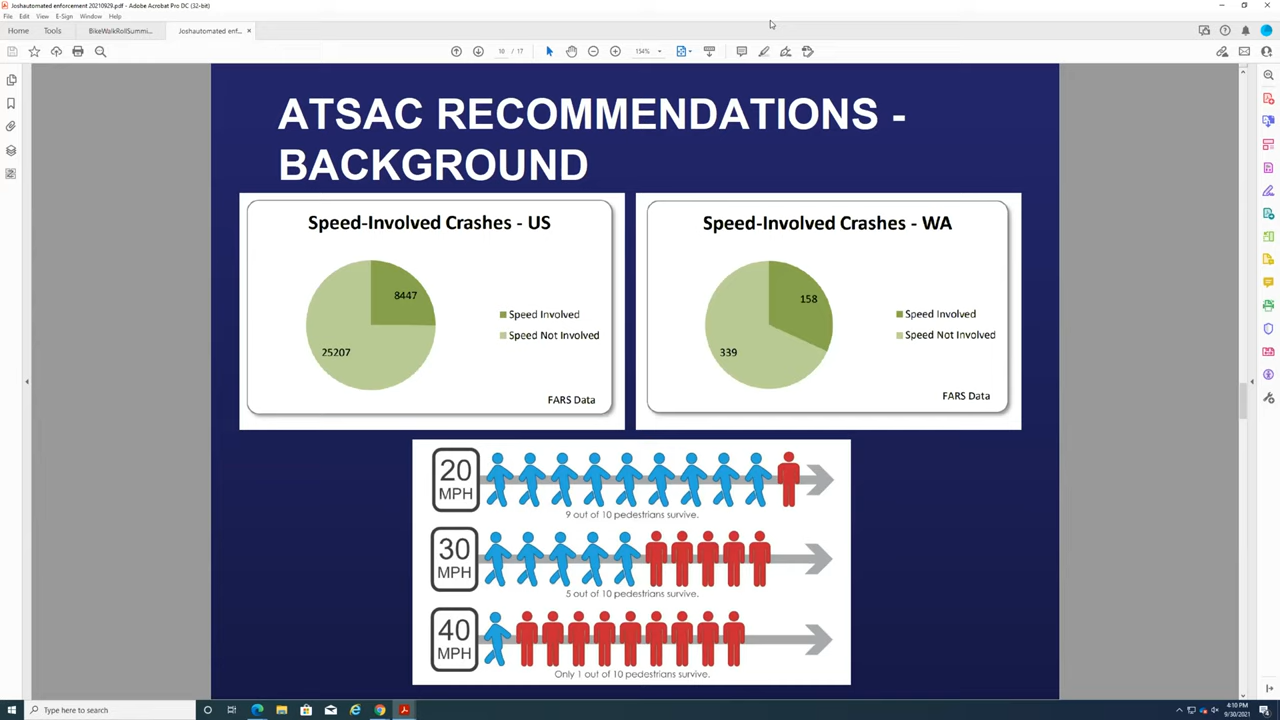 Joshautomated enforcement 20210929.pdf - Adobe Acrobat Pro DC (32-bit)
File Edit View E-Sign Window Help
Home Tools BikeWalkRollSummi... Joshautomated enf... ×
10 / 17 154%
ATSAC RECOMMENDATIONS -
BACKGROUND
Speed-Involved Crashes - US
8447
Speed Involved
Speed Not Involved
25207
FARS Data
Speed-Involved Crashes - WA
158
Speed Involved
Speed Not Involved
339
FARS Data
20
MPH
9 out of 10 pedestrians survive.
30
MPH
5 out of 10 pedestrians survive.
40
MPH
Only 1 out of 10 pedestrians survive.
Type here to search
4:10 PM
9/30/2021